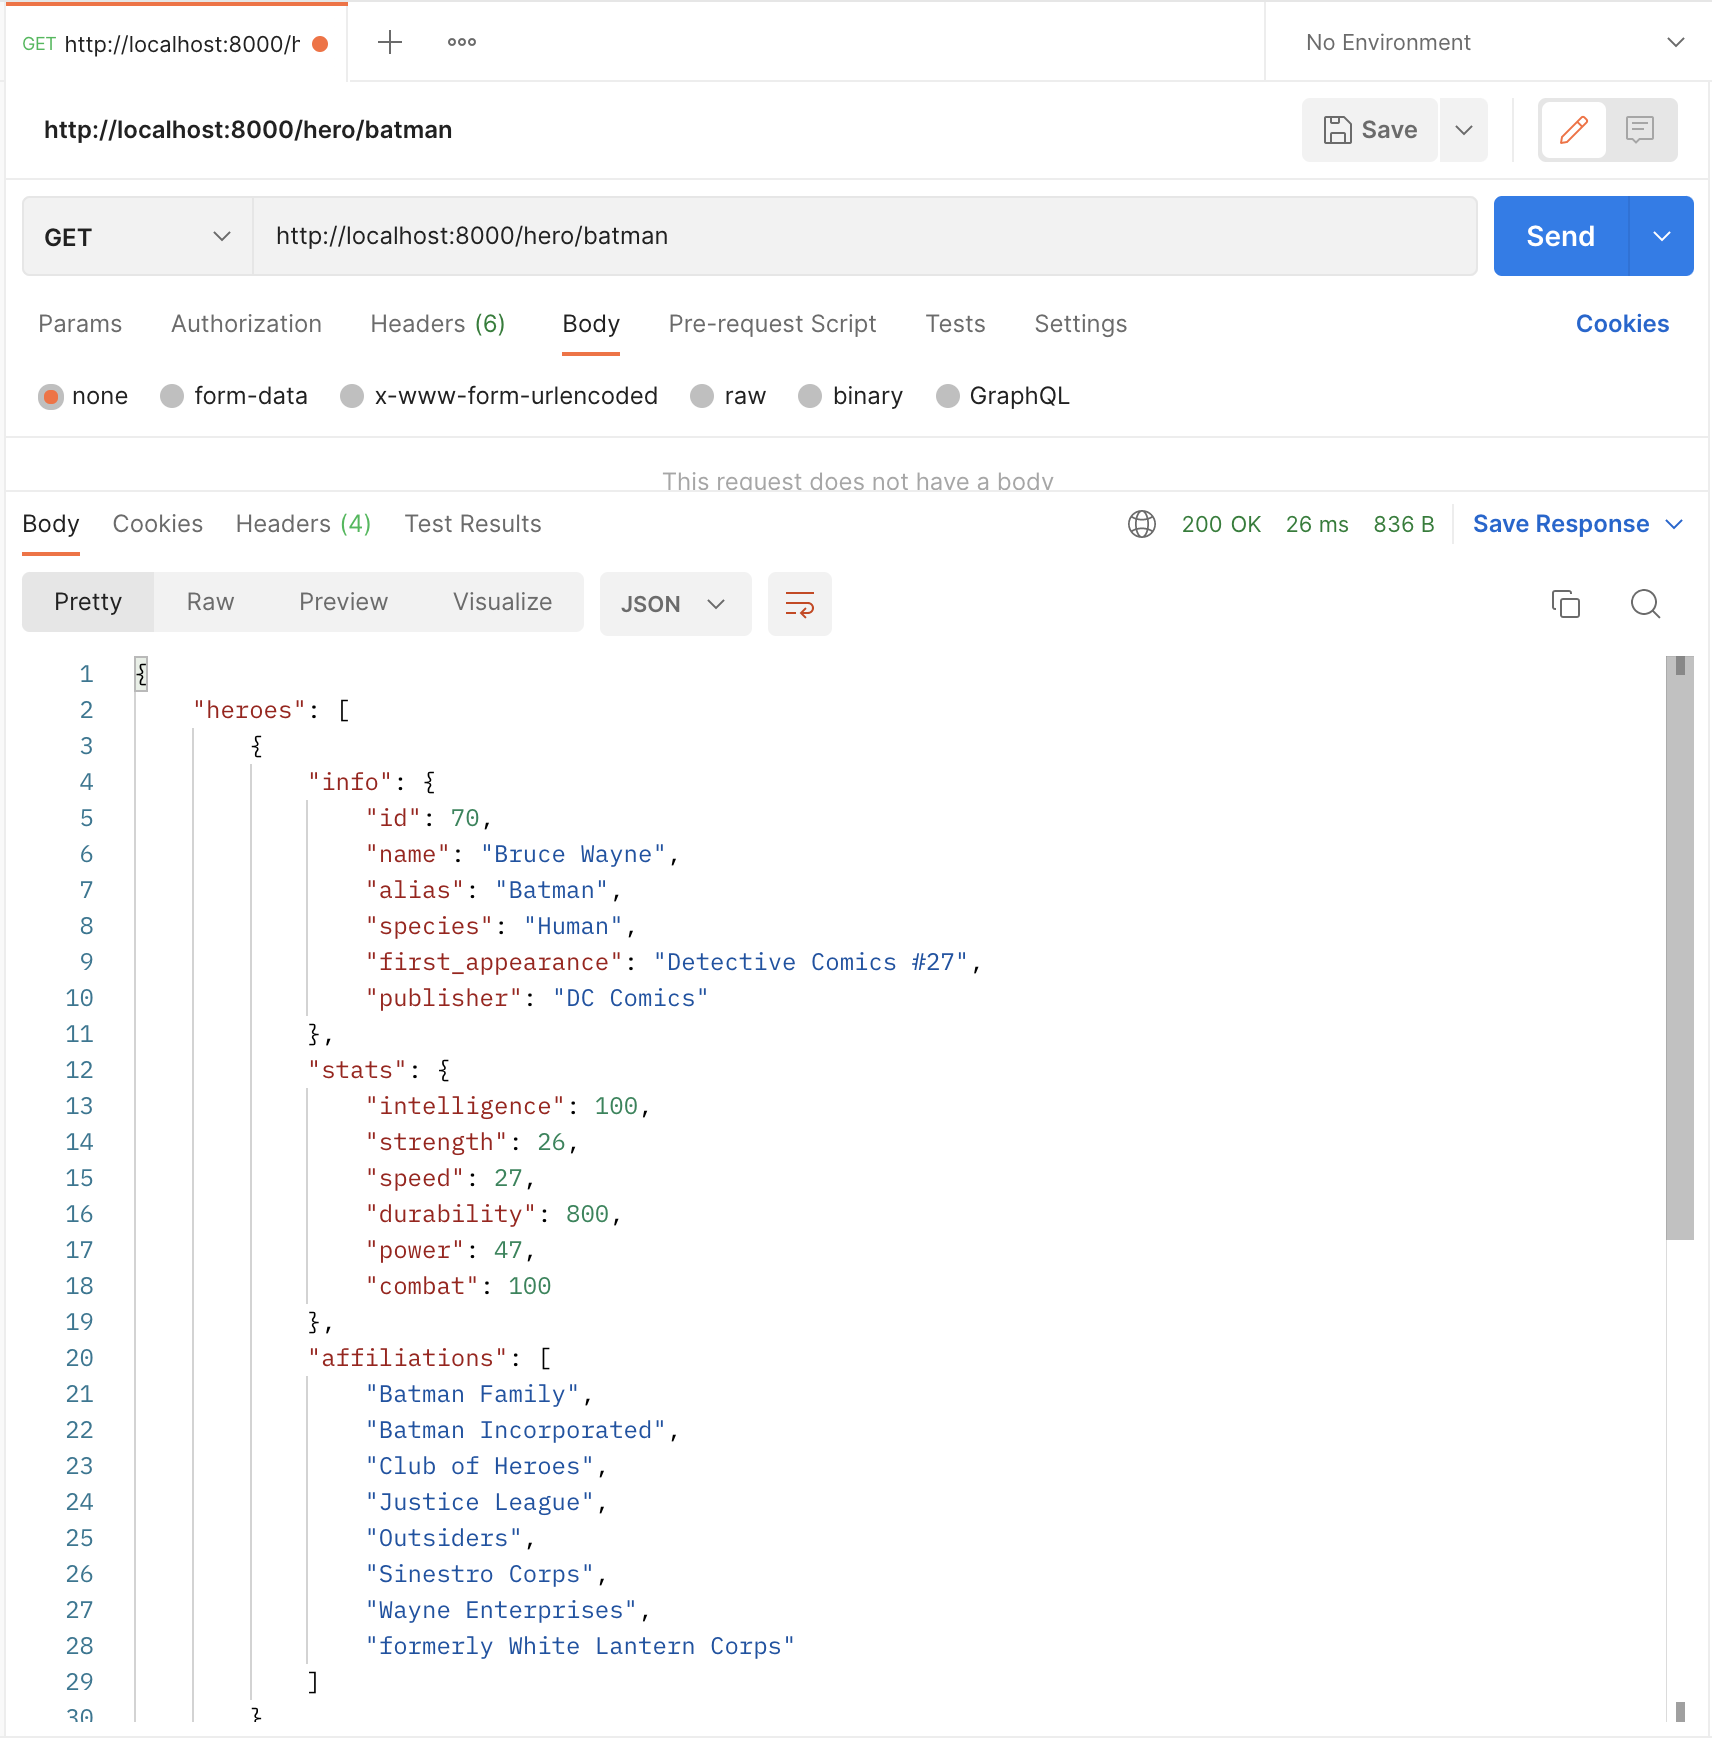 GET http://localhost:8000/h
No Environment
http://localhost:8000/hero/batman
Save
GET http://localhost:8000/hero/batman Send
Params Authorization Headers (6) Body Pre-request Script Tests Settings Cookies
none form-data x-www-form-urlencoded raw binary GraphQL
This request does not have a body
Body Cookies Headers (4) Test Results 200 OK 26 ms 836 B Save Response
Pretty Raw Preview Visualize JSON
1 {
2 "heroes": [
3 {
4 "info": {
5 "id": 70,
6 "name": "Bruce Wayne",
7 "alias": "Batman",
8 "species": "Human",
9 "first_appearance": "Detective Comics #27",
10 "publisher": "DC Comics"
11 },
12 "stats": {
13 "intelligence": 100,
14 "strength": 26,
15 "speed": 27,
16 "durability": 800,
17 "power": 47,
18 "combat": 100
19 },
20 "affiliations": [
21 "Batman Family",
22 "Batman Incorporated",
23 "Club of Heroes",
24 "Justice League",
25 "Outsiders",
26 "Sinestro Corps",
27 "Wayne Enterprises",
28 "formerly White Lantern Corps"
29 ]
30 }